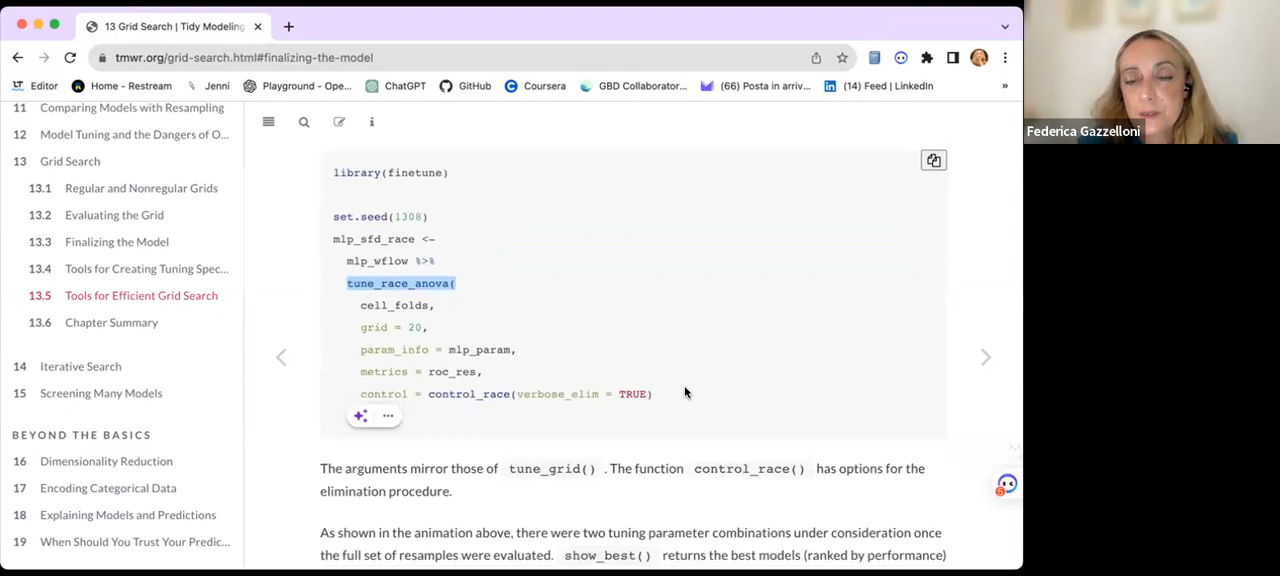 13 Grid Search | Tidy Modeling
tmwr.org/grid-search.html#finalizing-the-model
Editor
Home - Restream
Jenni
Playground - Ope...
ChatGPT
GitHub
Coursera
GBD Collaborator...
(66) Posta in arriv...
(14) Feed | LinkedIn
»
11 Comparing Models with Resampling
12 Model Tuning and the Dangers of O...
13 Grid Search
13.1 Regular and Nonregular Grids
13.2 Evaluating the Grid
13.3 Finalizing the Model
13.4 Tools for Creating Tuning Spec...
13.5 Tools for Efficient Grid Search
13.6 Chapter Summary
14 Iterative Search
15 Screening Many Models
BEYOND THE BASICS
16 Dimensionality Reduction
17 Encoding Categorical Data
18 Explaining Models and Predictions
19 When Should You Trust Your Predic...
library(finetune)
set.seed(1308)
mlp_sfd_race <-
mlp_wflow %>%
tune_race_anova(
cell_folds,
grid = 20,
param_info = mlp_param,
metrics = roc_res,
control = control_race(verbose_elim = TRUE)
The arguments mirror those of tune_grid() . The function control_race() has options for the
elimination procedure.
As shown in the animation above, there were two tuning parameter combinations under consideration once
the full set of resamples were evaluated. show_best() returns the best models (ranked by performance)
Federica Gazzelloni